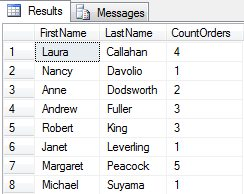 Results Messages
FirstName LastName CountOrders
1 Laura Callahan 4
2 Nancy Davolio 1
3 Anne Dodsworth 2
4 Andrew Fuller 3
5 Robert King 3
6 Janet Leverling 1
7 Margaret Peacock 5
8 Michael Suyama 1